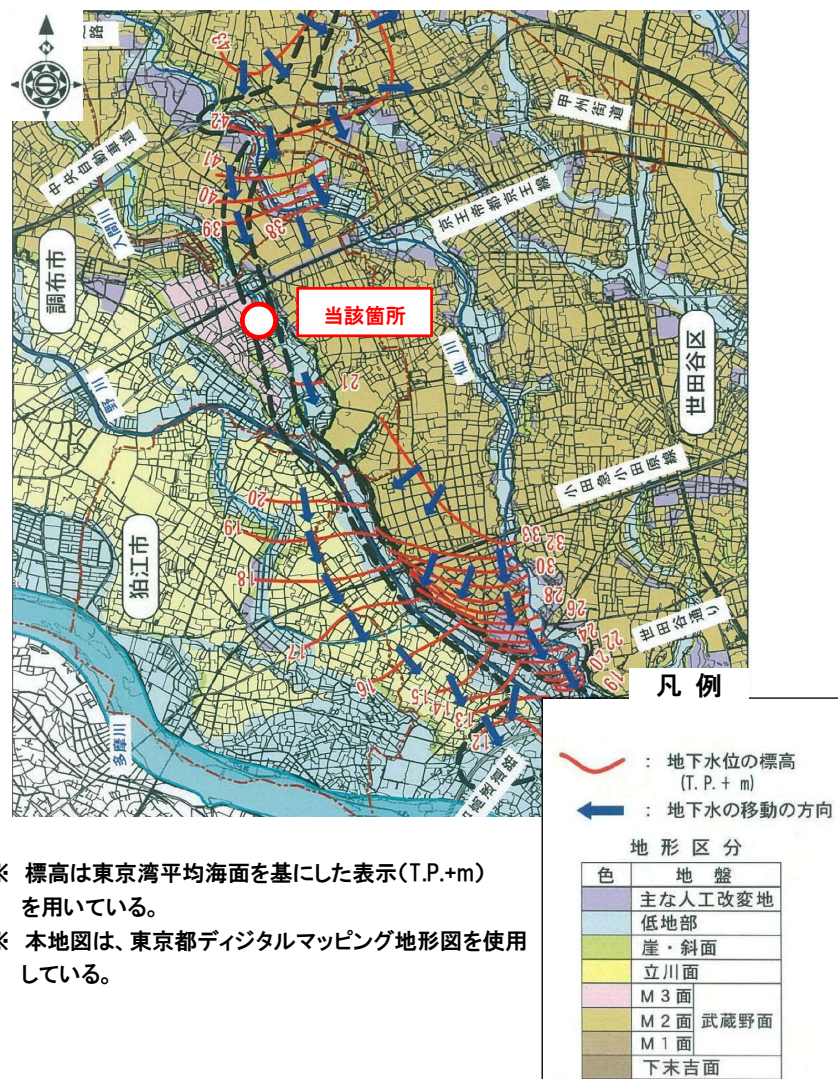 路
43
42
41
40
39
38
中央自動車道
甲州街道
入間川
京王帝都京王線
調布市
当該箇所
世田谷区
野川
仙川
21
小田急小田原線
20
19
18
17
16
15
14
13
12
33
32
30
28
26
24
22
20
19
狛江市
世田谷通り
多摩川
凡例
: 地下水位の標高
(T.P.+ m)
: 地下水の移動の方向
地形区分
色 地盤
主な人工改変地
低地部
崖・斜面
立川面
M3面
M2面 武蔵野面
M1面
下末吉面
※ 標高は東京湾平均海面を基にした表示(T.P.+m)
を用いている。
※ 本地図は、東京都ディジタルマッピング地形図を使用
している。